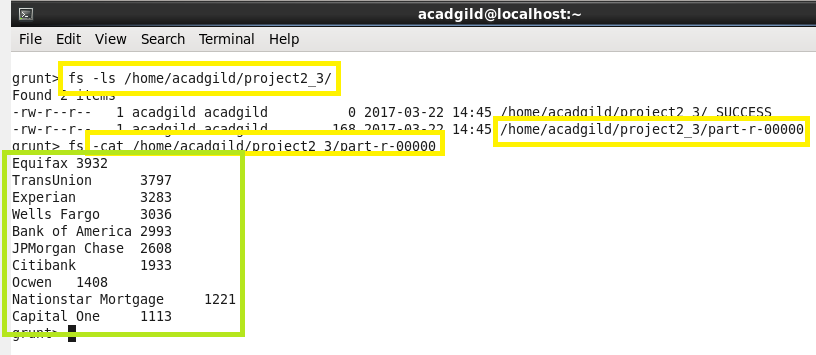 acadgild@localhost:~
File Edit View Search Terminal Help
grunt> fs -ls /home/acadgild/project2_3/
Found 2 items
-rw-r--r-- 1 acadgild acadgild 0 2017-03-22 14:45 /home/acadgild/project2_3/_SUCCESS
-rw-r--r-- 1 acadgild acadgild 168 2017-03-22 14:45 /home/acadgild/project2_3/part-r-00000
grunt> fs -cat /home/acadgild/project2_3/part-r-00000
Equifax 3932
TransUnion 3797
Experian 3283
Wells Fargo 3036
Bank of America 2993
JPMorgan Chase 2608
Citibank 1933
Ocwen 1408
Nationstar Mortgage 1221
Capital One 1113
grunt>